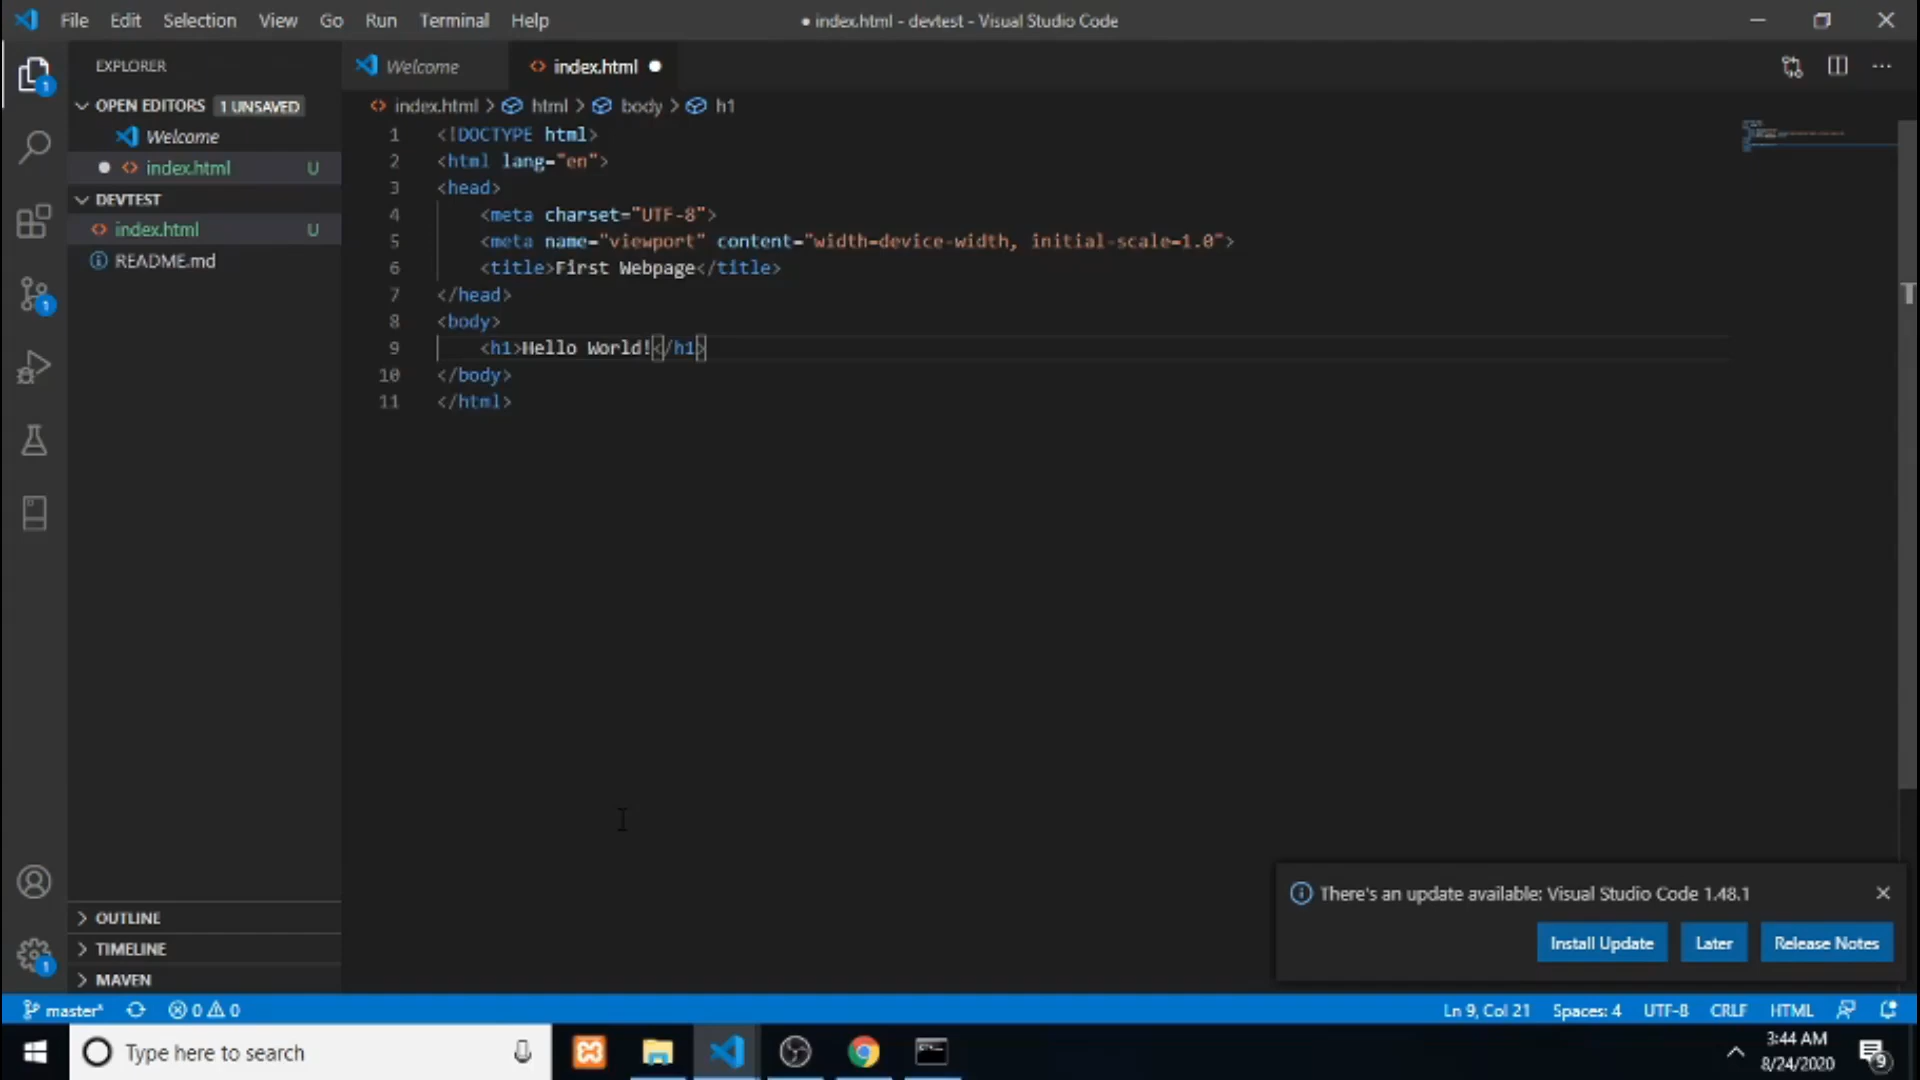 File Edit Selection View Go Run Terminal Help
● index.html - devtest - Visual Studio Code
EXPLORER
OPEN EDITORS 1 UNSAVED
Welcome
index.html U
DEVTEST
index.html U
README.md
OUTLINE
TIMELINE
MAVEN
Welcome index.html
index.html > html > body > h1
1 <!DOCTYPE html>
2 <html lang="en">
3 <head>
4 <meta charset="UTF-8">
5 <meta name="viewport" content="width=device-width, initial-scale=1.0">
6 <title>First Webpage</title>
7 </head>
8 <body>
9 <h1>Hello World!</h1>
10 </body>
11 </html>
There's an update available: Visual Studio Code 1.48.1
Install Update Later Release Notes
master* 0 0 Ln 9, Col 21 Spaces: 4 UTF-8 CRLF HTML
Type here to search
3:44 AM
8/24/2020
9
1
1
1
T